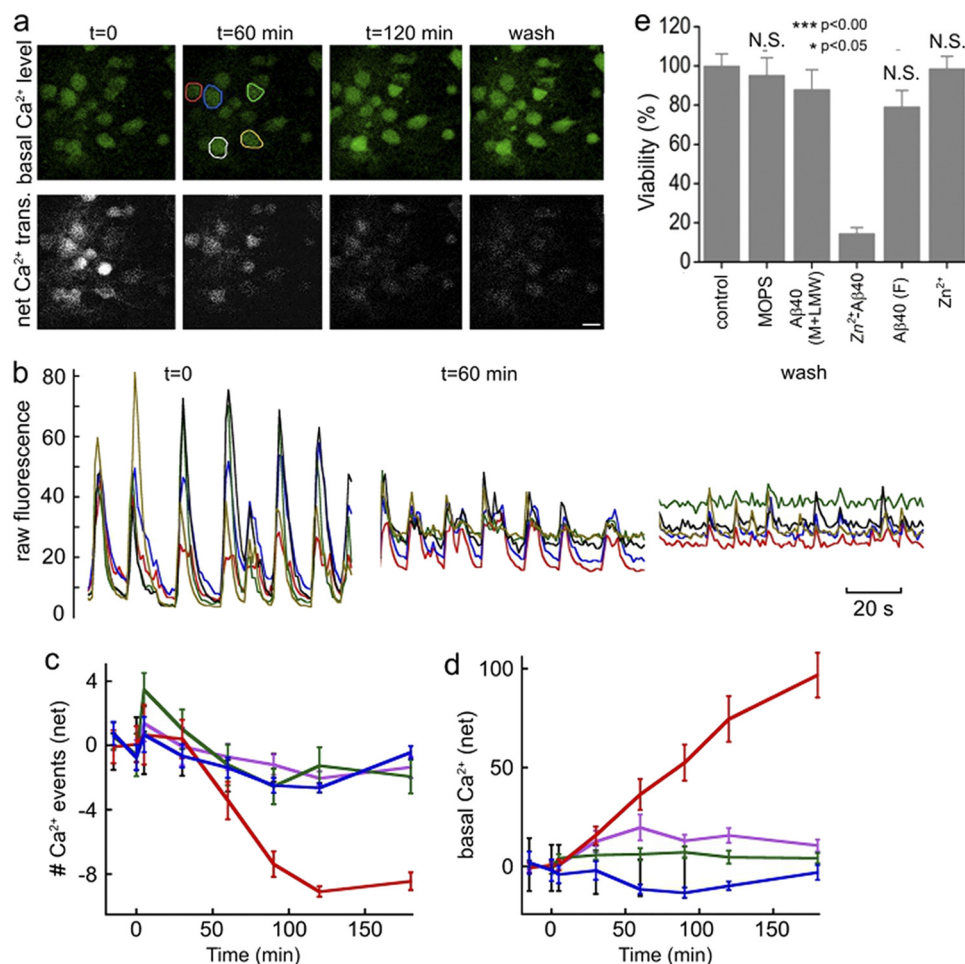 a
t=0
t=60 min
t=120 min
wash
basal Ca²⁺ level
net Ca²⁺ trans.
e
*** p<0.00
* p<0.05
N.S.
N.S.
N.S.
Viability (%)
120
100
80
60
40
20
0
control
MOPS
Aβ40
(M+LMW)
Zn²⁺Aβ40
Aβ40 (F)
Zn²⁺
b
t=0
t=60 min
wash
raw fluorescence
80
60
40
20
0
20 s
c
# Ca²⁺ events (net)
4
0
-4
-8
0
50
100
150
Time (min)
d
basal Ca²⁺ (net)
100
50
0
0
50
100
150
Time (min)